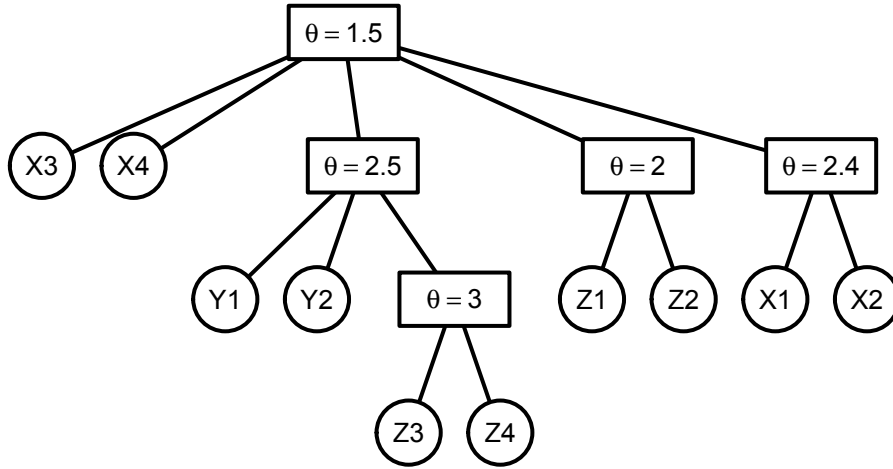 θ = 1.5
X3
X4
θ = 2.5
θ = 2
θ = 2.4
Y1
Y2
θ = 3
Z1
Z2
X1
X2
Z3
Z4